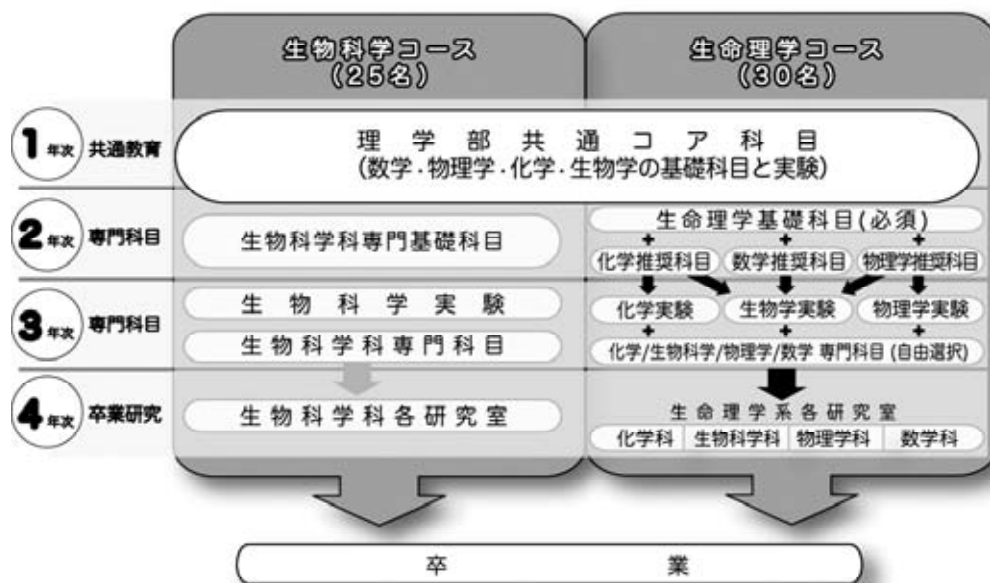 生物科学コース
(25名)
生命理学コース
(30名)
1年次 共通教育
理学部共通コア科目
(数学・物理学・化学・生物学の基礎科目と実験)
2年次 専門科目
生物科学科専門基礎科目
生命理学基礎科目(必須)
+ + +
化学推奨科目 数学推奨科目 物理学推奨科目
3年次 専門科目
生物科学実験
生物科学科専門科目
化学実験 生物学実験 物理学実験
+ + +
化学/生物科学/物理学/数学 専門科目(自由選択)
4年次 卒業研究
生物科学科各研究室
生命理学系各研究室
化学科 生物科学科 物理学科 数学科
卒業